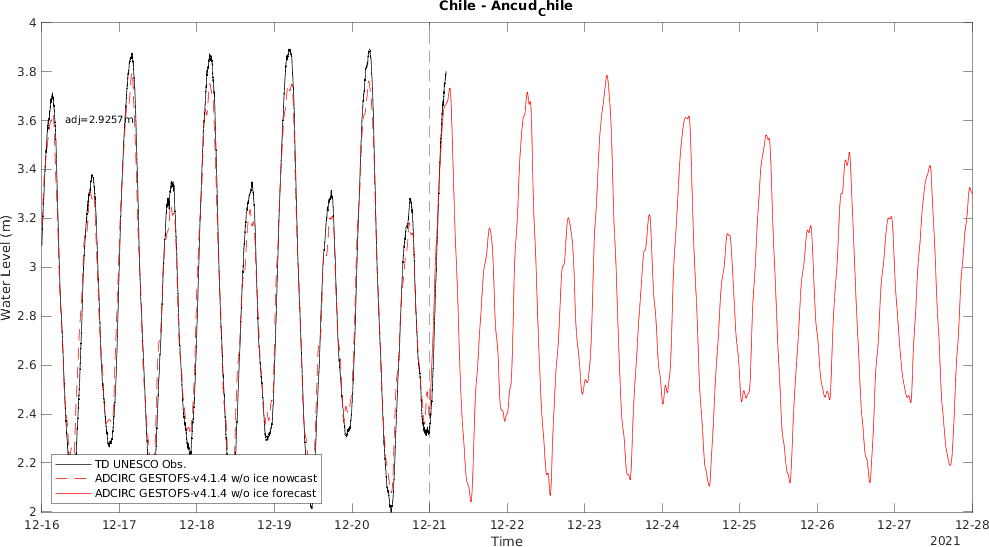 Chile - Ancud_Chile
4
3.8
3.6
3.4
3.2
3
2.8
2.6
2.4
2.2
2
Water Level (m)
adj=2.9257m
TD UNESCO Obs.
ADCIRC GESTOFS-v4.1.4 w/o ice nowcast
ADCIRC GESTOFS-v4.1.4 w/o ice forecast
12-16 12-17 12-18 12-19 12-20 12-21 12-22 12-23 12-24 12-25 12-26 12-27 12-28
Time
2021